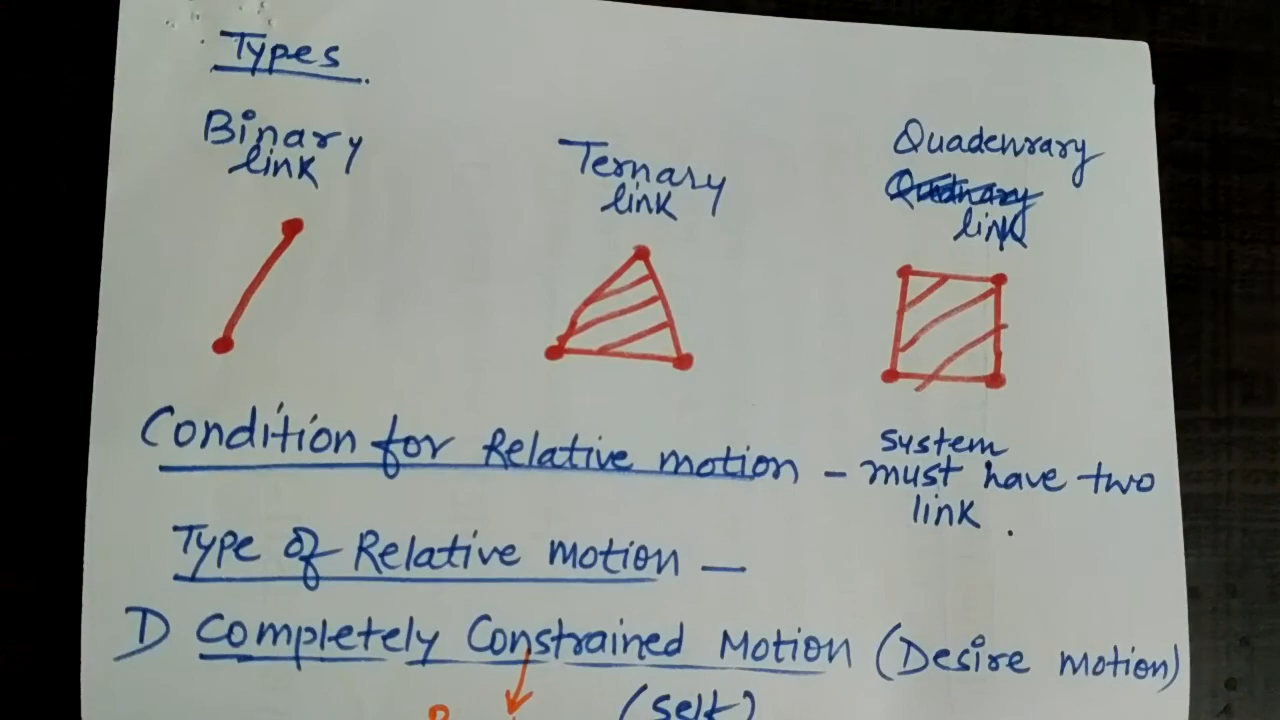 Types
Binary
link
Ternary
link
Quadenrary
link
Condition for Relative motion - system
must have two
link.
Type of Relative motion —
1) Completely Constrained Motion (Desire motion)
(self)